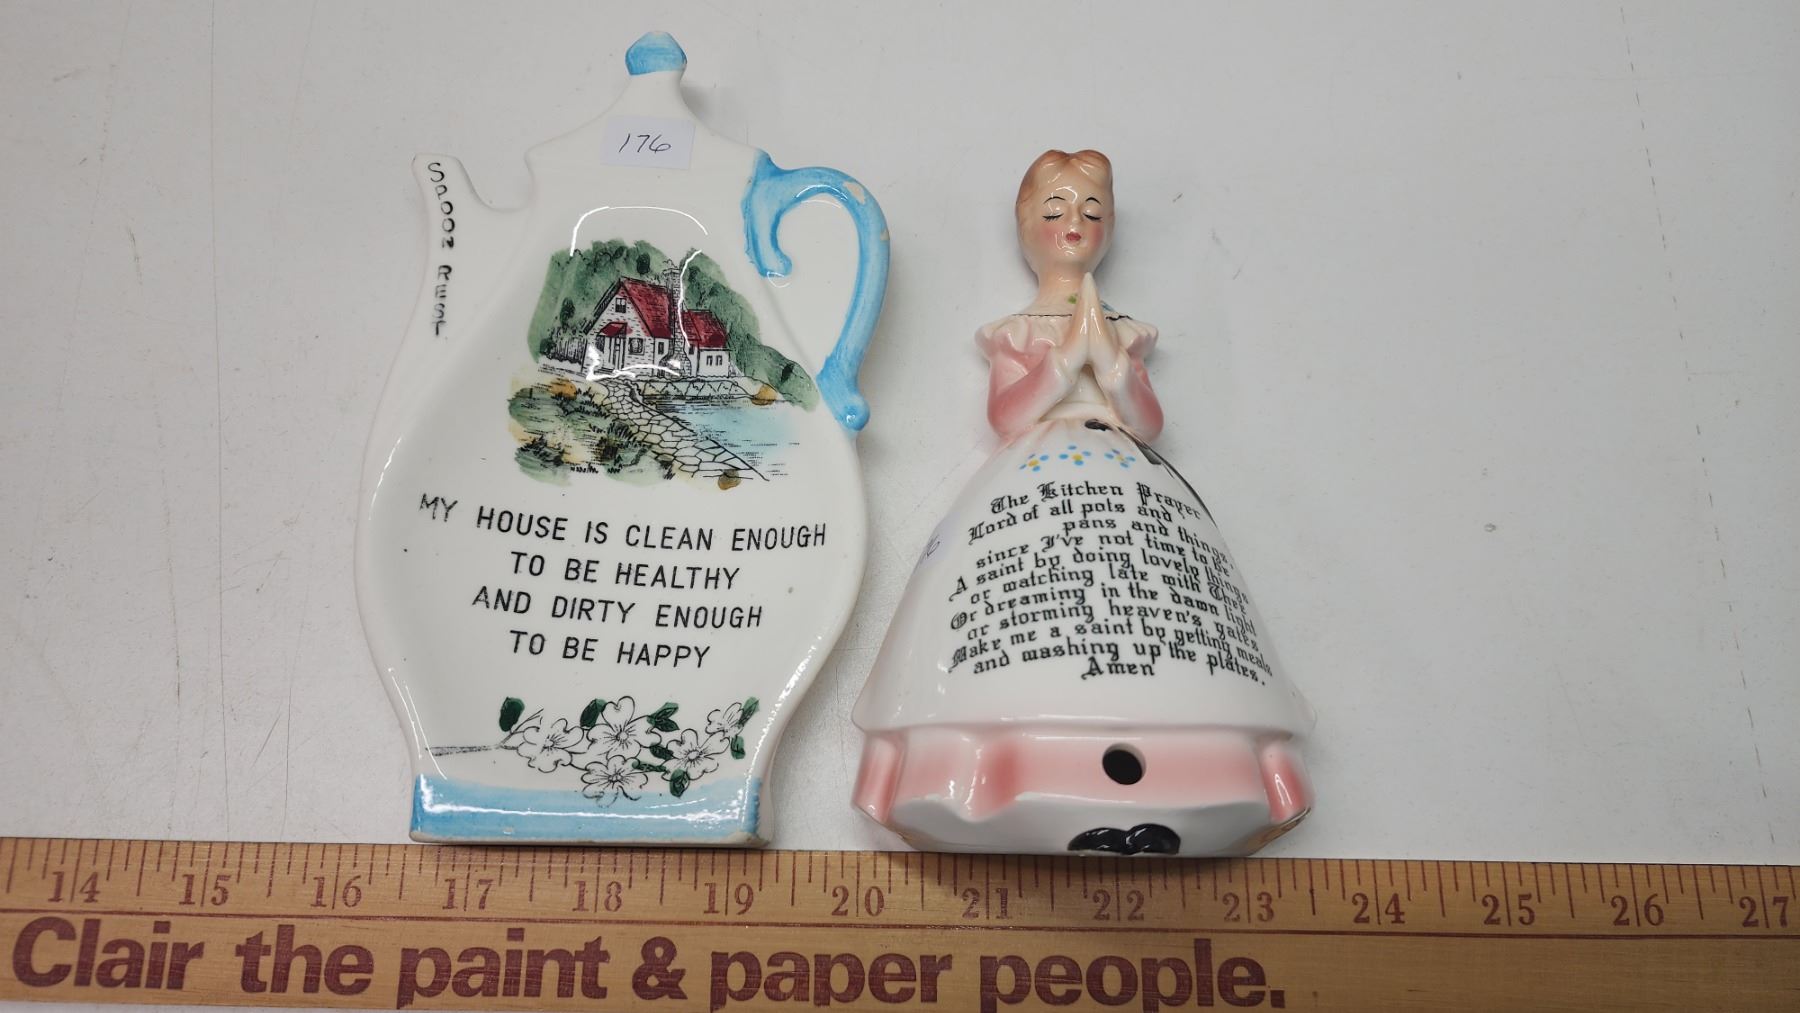 176
SPOON REST
MY HOUSE IS CLEAN ENOUGH
TO BE HEALTHY
AND DIRTY ENOUGH
TO BE HAPPY
The Kitchen Prayer
Lord of all pots and
pans and things,
since I've not time to be
A saint by doing lovely things
or watching late with Thee
Or dreaming in the dawn light
or storming heaven's gates
Make me a saint by getting meals
and washing up the plates.
Amen
14 15 16 17 18 19 20 21 22 23 24 25 26 27
Clair the paint & paper people.